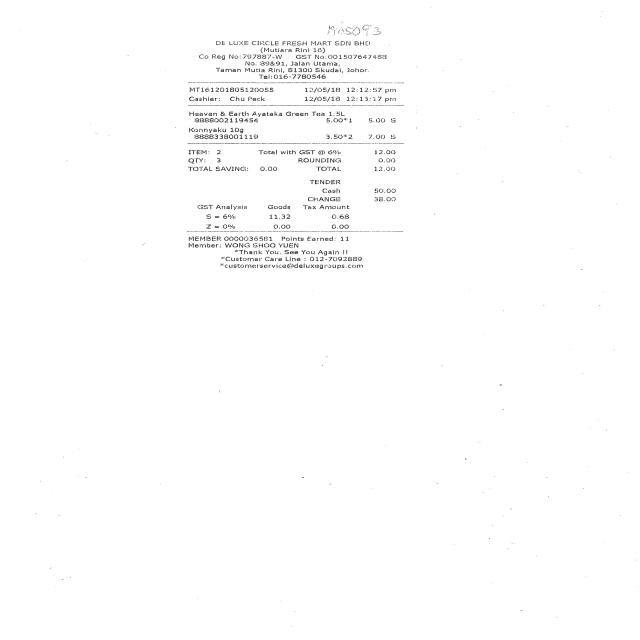 DE LUXE CIRCLE FRESH MART SDN BHD
(Mutiara Rini 16)
Co Reg No:797887-W GST No:001507647488
No. 89&91, Jalan Utama,
Taman Mutia Rini, 81300 Skudai, Johor.
Tel:016-7780546
MT161201805120055 12/05/18 12:12:57 pm
Cashier: Chu Peck 12/05/18 12:13:17 pm
Heaven & Earth Ayataka Green Tea 1.5L
8888002119454 5.00*1 5.00 S
Konnyaku 10g
8888338001119 3.50*2 7.00 S
ITEM: 2 Total with GST @ 6% 12.00
QTY: 3 ROUNDING 0.00
TOTAL SAVING: 0.00 TOTAL 12.00
TENDER
Cash 50.00
CHANGE 38.00
GST Analysis Goods Tax Amount
S = 6% 11.32 0.68
Z = 0% 0.00 0.00
MEMBER 0000036581 Points Earned: 11
Member: WONG SHOO YUEN
*Thank You. See You Again !!
*Customer Care Line : 012-7092889
*customerservice@deluxegroups.com